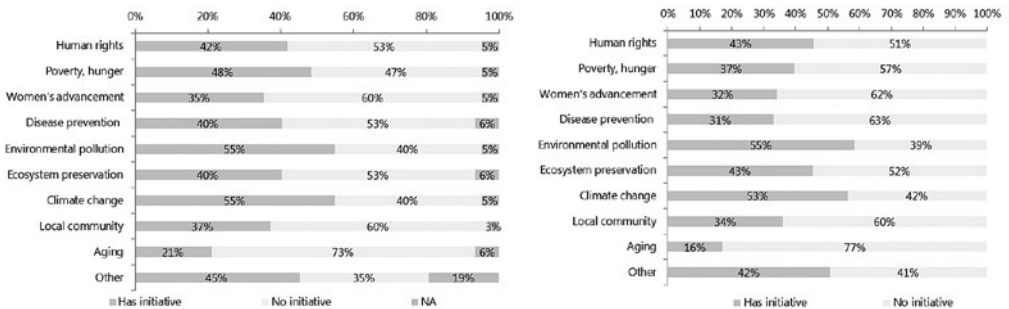 0% 20% 40% 60% 80% 100%
Human rights 42% 53% 5%
Poverty, hunger 48% 47% 5%
Women's advancement 35% 60% 5%
Disease prevention 40% 53% 6%
Environmental pollution 55% 40% 5%
Ecosystem preservation 40% 53% 6%
Climate change 55% 40% 5%
Local community 37% 60% 3%
Aging 21% 73% 6%
Other 45% 35% 19%
Has initiative No initiative NA
0% 10% 20% 30% 40% 50% 60% 70% 80% 90% 100%
Human rights 43% 51%
Poverty, hunger 37% 57%
Women's advancement 32% 62%
Disease prevention 31% 63%
Environmental pollution 55% 39%
Ecosystem preservation 43% 52%
Climate change 53% 42%
Local community 34% 60%
Aging 16% 77%
Other 42% 41%
Has initiative No initiative